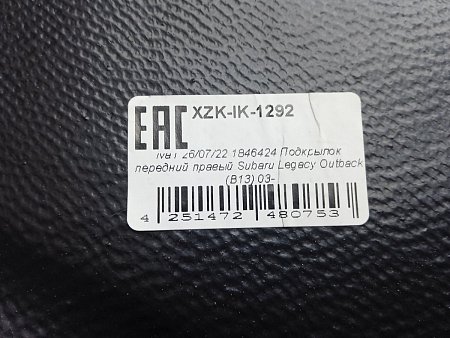 EAC XZK-IK-1292
26/07/22 1846424 Подкрылок
передний правый Subaru Legacy Outback
(B13) 03-
4 251472 480753